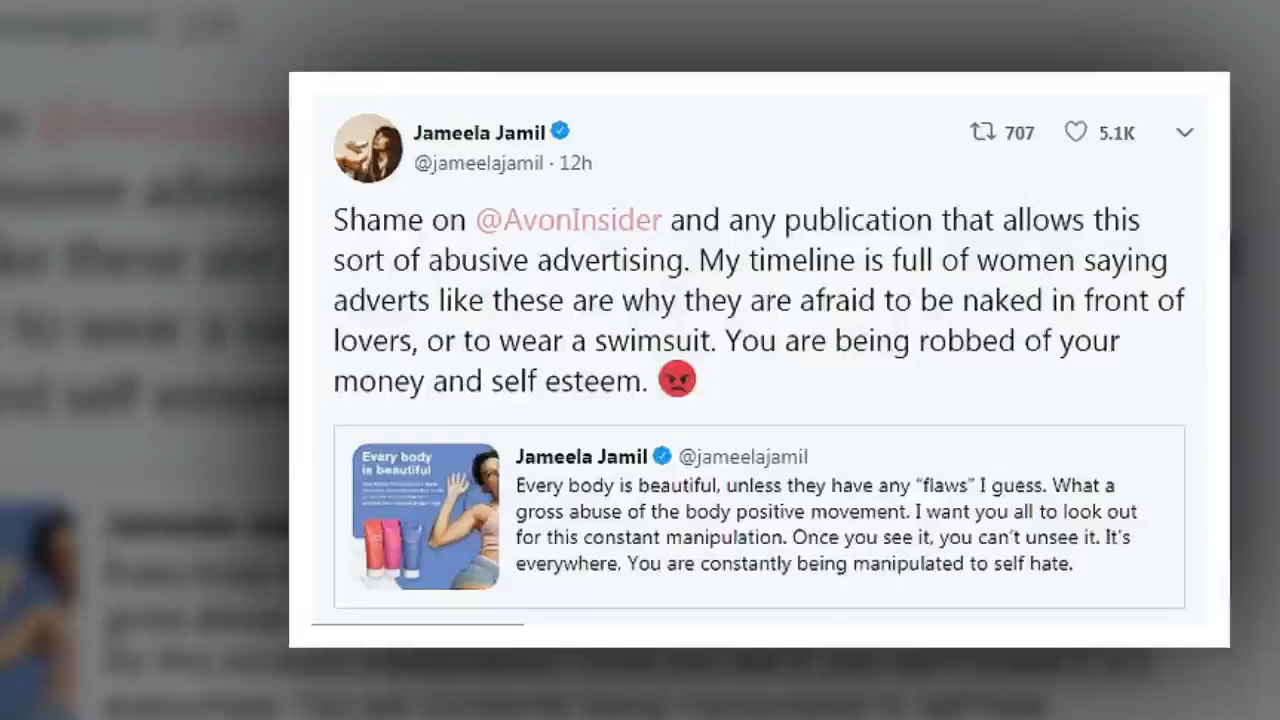 Jameela Jamil
@jameelajamil · 12h
707
5.1K
Shame on @AvonInsider and any publication that allows this
sort of abusive advertising. My timeline is full of women saying
adverts like these are why they are afraid to be naked in front of
lovers, or to wear a swimsuit. You are being robbed of your
money and self esteem. 😡
Every body
is beautiful
Jameela Jamil @jameelajamil
Every body is beautiful, unless they have any “flaws” I guess. What a
gross abuse of the body positive movement. I want you all to look out
for this constant manipulation. Once you see it, you can’t unsee it. It’s
everywhere. You are constantly being manipulated to self hate.